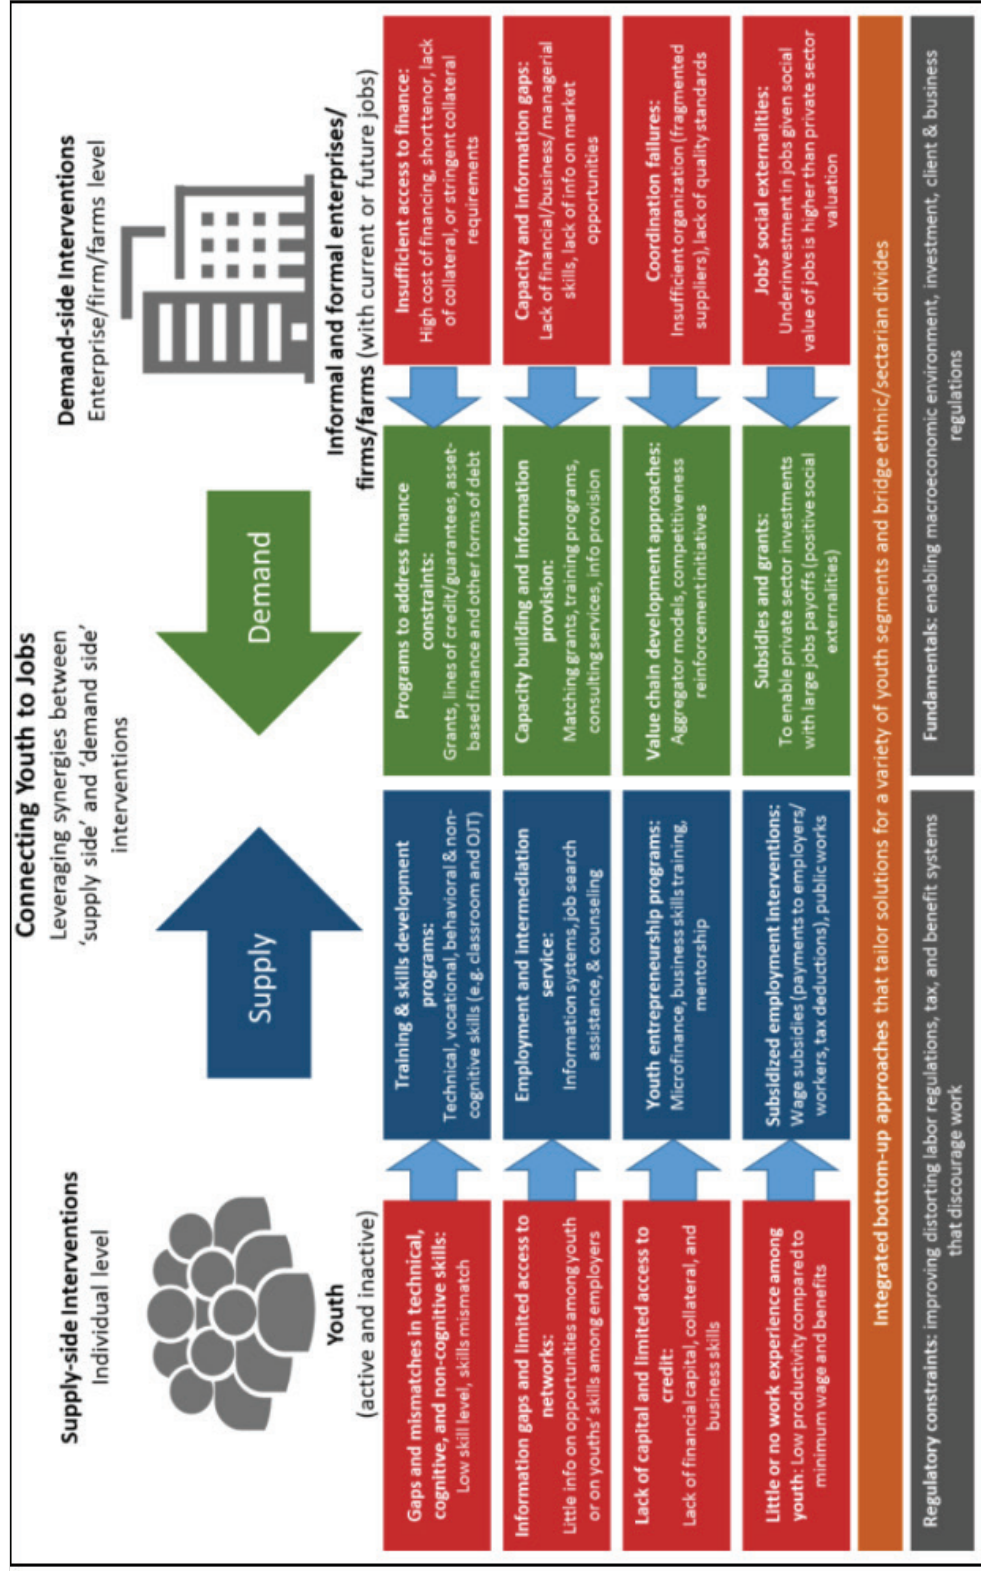 Connecting Youth to Jobs
Leveraging synergies between
‘supply side’ and ‘demand side’
interventions
Supply-side Interventions
Individual level
Demand-side Interventions
Enterprise/firm/farms level
Supply
Demand
Youth
(active and inactive)
Informal and formal enterprises/
firms/farms (with current or future jobs)
Gaps and mismatches in technical,
cognitive, and non-cognitive skills:
Low skill level, skills mismatch
Training & skills development
programs:
Technical, vocational, behavioral & non-
cognitive skills (e.g. classroom and OJT)
Programs to address finance
constraints:
Grants, lines of credit/guarantees, asset-
based finance and other forms of debt
Insufficient access to finance:
High cost of financing, short tenor, lack
of collateral, or stringent collateral
requirements
Information gaps and limited access to
networks:
Little info on opportunities among youth
or on youths’ skills among employers
Employment and intermediation
service:
Information systems, job search
assistance, & counseling
Capacity building and information
provision:
Matching grants, training programs,
consulting services, info provision
Capacity and information gaps:
Lack of financial/business/managerial
skills, lack of info on market
opportunities
Lack of capital and limited access to
credit:
Lack of financial capital, collateral, and
business skills
Youth entrepreneurship programs:
Microfinance, business skills training,
mentorship
Value chain development approaches:
Aggregator models, competitiveness
reinforcement initiatives
Coordination failures:
Insufficient organization (fragmented
suppliers), lack of quality standards
Little or no work experience among
youth: Low productivity compared to
minimum wage and benefits
Subsidized employment interventions:
Wage subsidies (payments to employers/
workers, tax deductions), public works
Subsidies and grants:
To enable private sector investments
with large jobs payoffs (positive social
externalities)
Jobs’ social externalities:
Underinvestment in jobs given social
value of jobs is higher than private sector
valuation
Integrated bottom-up approaches that tailor solutions for a variety of youth segments and bridge ethnic/sectarian divides
Regulatory constraints: improving distorting labor regulations, tax, and benefit systems
that discourage work
Fundamentals: enabling macroeconomic environment, investment, client & business
regulations